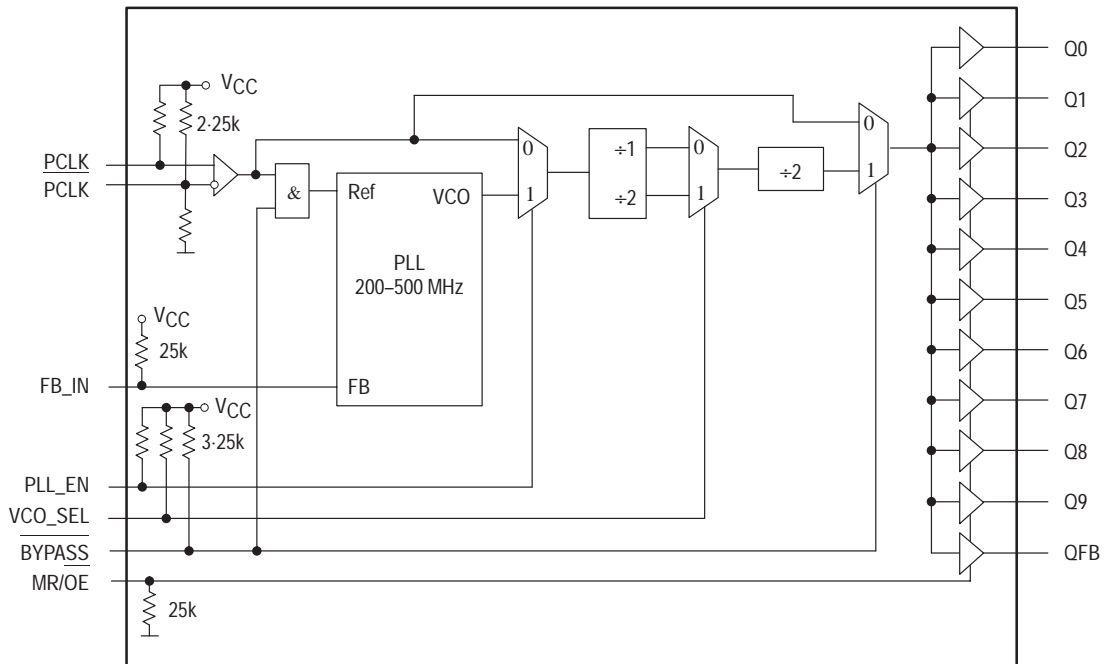 VCC
2·25k
PCLK
PCLK
&
Ref
VCO
PLL
200–500 MHz
FB
0
1
÷1
÷2
0
1
÷2
0
1
VCC
25k
FB_IN
VCC
3·25k
PLL_EN
VCO_SEL
BYPASS
MR/OE
25k
Q0
Q1
Q2
Q3
Q4
Q5
Q6
Q7
Q8
Q9
QFB